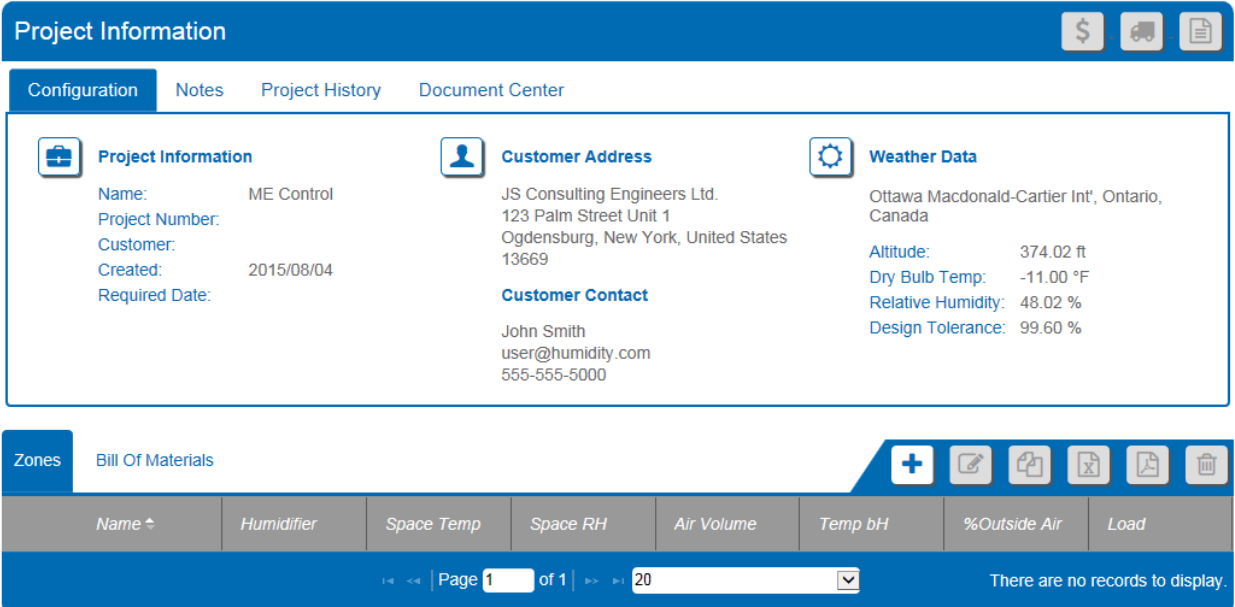 Project Information
Configuration Notes Project History Document Center
Project Information
Name: ME Control
Project Number:
Customer:
Created: 2015/08/04
Required Date:
Customer Address
JS Consulting Engineers Ltd.
123 Palm Street Unit 1
Ogdensburg, New York, United States
13669
Customer Contact
John Smith
user@humidity.com
555-555-5000
Weather Data
Ottawa Macdonald-Cartier Int', Ontario,
Canada
Altitude: 374.02 ft
Dry Bulb Temp: -11.00 °F
Relative Humidity: 48.02 %
Design Tolerance: 99.60 %
Zones Bill Of Materials
Name Humidifier Space Temp Space RH Air Volume Temp bH %Outside Air Load
Page 1 of 1 20 There are no records to display.